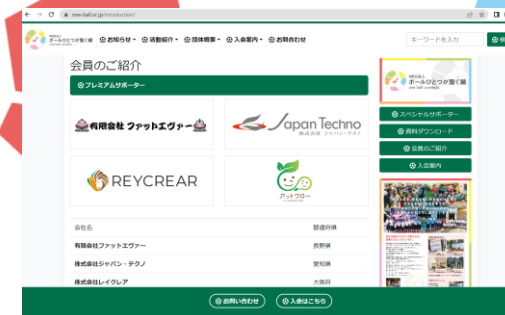 one-ball.or.jp/introduction/
NPO法人
ボールひとつが繋ぐ縁
お知らせ
活動紹介
団体概要
入会案内
お問合わせ
キーワードを入力
会員のご紹介
プレミアムサポーター
有限会社 ファットエヴァー
Japan Techno
株式会社 ジャパン・テクノ
REYCREAR
アットフロー
会社名 都道府県
有限会社ファットエヴァー 長野県
株式会社ジャパン・テクノ 愛知県
株式会社レイクレア 大阪府
NPO法人
ボールひとつが繋ぐ縁
スペシャルサポーター
資料ダウンロード
会員のご紹介
入会案内
お問い合わせ
入会はこちら